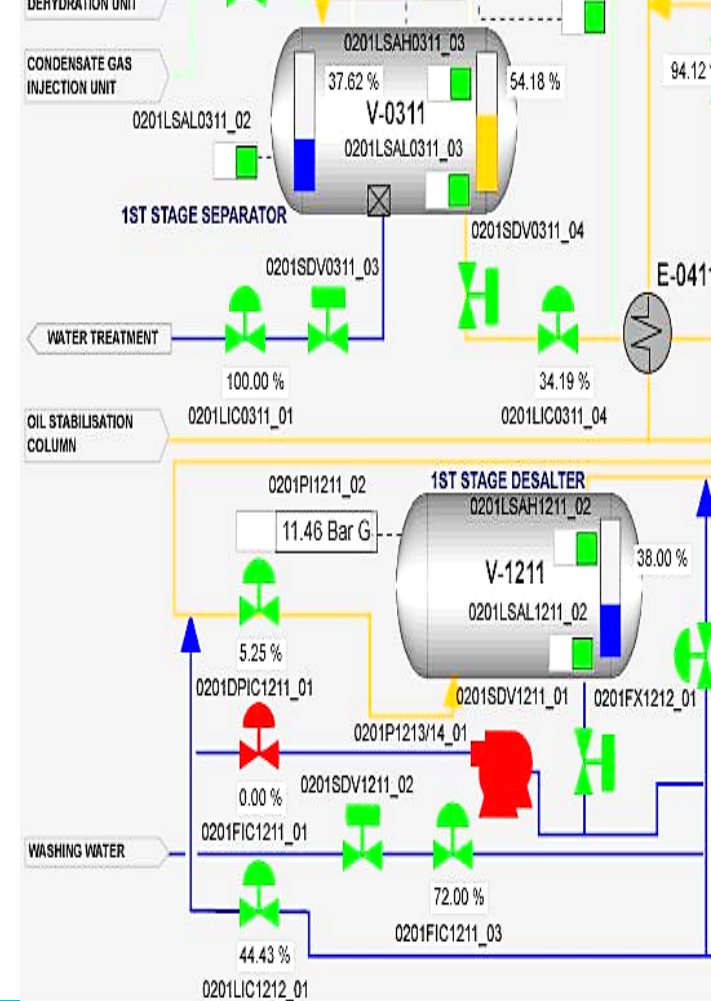 DEHYDRATION UNIT
0201LSAH0311_03
CONDENSATE GAS
INJECTION UNIT
37.62 %
54.18 %
94.12
V-0311
0201LSAL0311_02
0201LSAL0311_03
1ST STAGE SEPARATOR
0201SDV0311_04
0201SDV0311_03
E-041
WATER TREATMENT
100.00 %
34.19 %
0201LIC0311_01
0201LIC0311_04
OIL STABILISATION
COLUMN
1ST STAGE DESALTER
0201PI1211_02
0201LSAH1211_02
11.46 Bar G
38.00 %
V-1211
0201LSAL1211_02
5.25 %
0201DPIC1211_01
0201SDV1211_01
0201FX1212_01
0201P1213/14_01
0201SDV1211_02
0.00 %
0201FIC1211_01
WASHING WATER
72.00 %
0201FIC1211_03
44.43 %
0201LIC1212_01